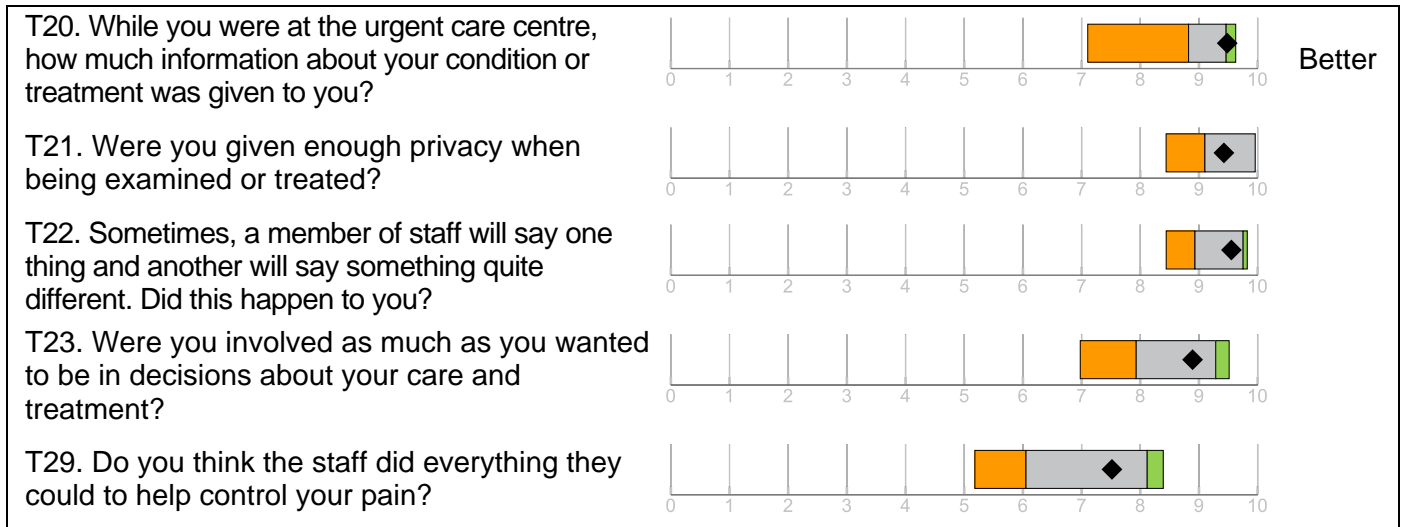 T20. While you were at the urgent care centre,
how much information about your condition or
treatment was given to you?
0 1 2 3 4 5 6 7 8 9 10
Better
T21. Were you given enough privacy when
being examined or treated?
0 1 2 3 4 5 6 7 8 9 10
T22. Sometimes, a member of staff will say one
thing and another will say something quite
different. Did this happen to you?
0 1 2 3 4 5 6 7 8 9 10
T23. Were you involved as much as you wanted
to be in decisions about your care and
treatment?
0 1 2 3 4 5 6 7 8 9 10
T29. Do you think the staff did everything they
could to help control your pain?
0 1 2 3 4 5 6 7 8 9 10